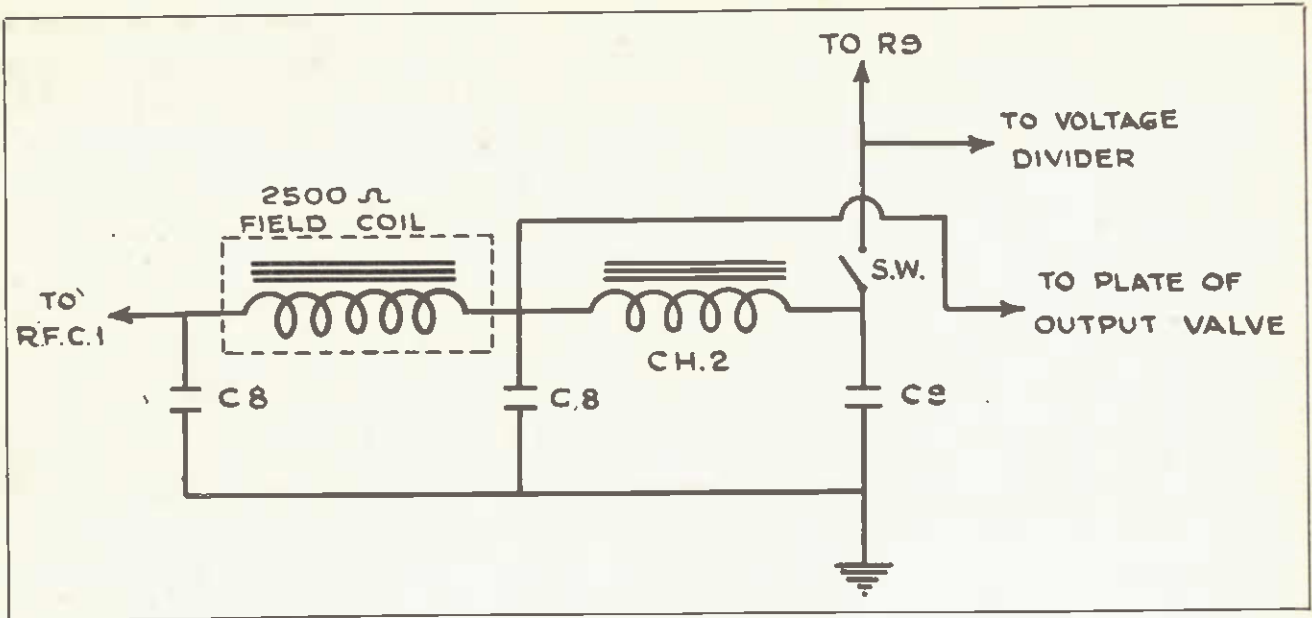 TO R9
TO VOLTAGE
DIVIDER
2500 Ω
FIELD COIL
S.W.
TO
R.F.C.1
TO PLATE OF
OUTPUT VALVE
CH.2
C8
C.8
C9